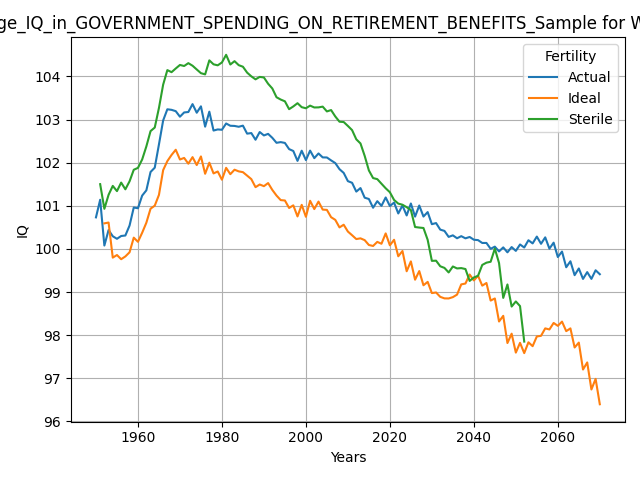 ge_IQ_in_GOVERNMENT_SPENDING_ON_RETIREMENT_BENEFITS_Sample for W
Fertility
Actual
Ideal
Sterile
IQ
104
103
102
101
100
99
98
97
96
1960 1980 2000 2020 2040 2060
Years